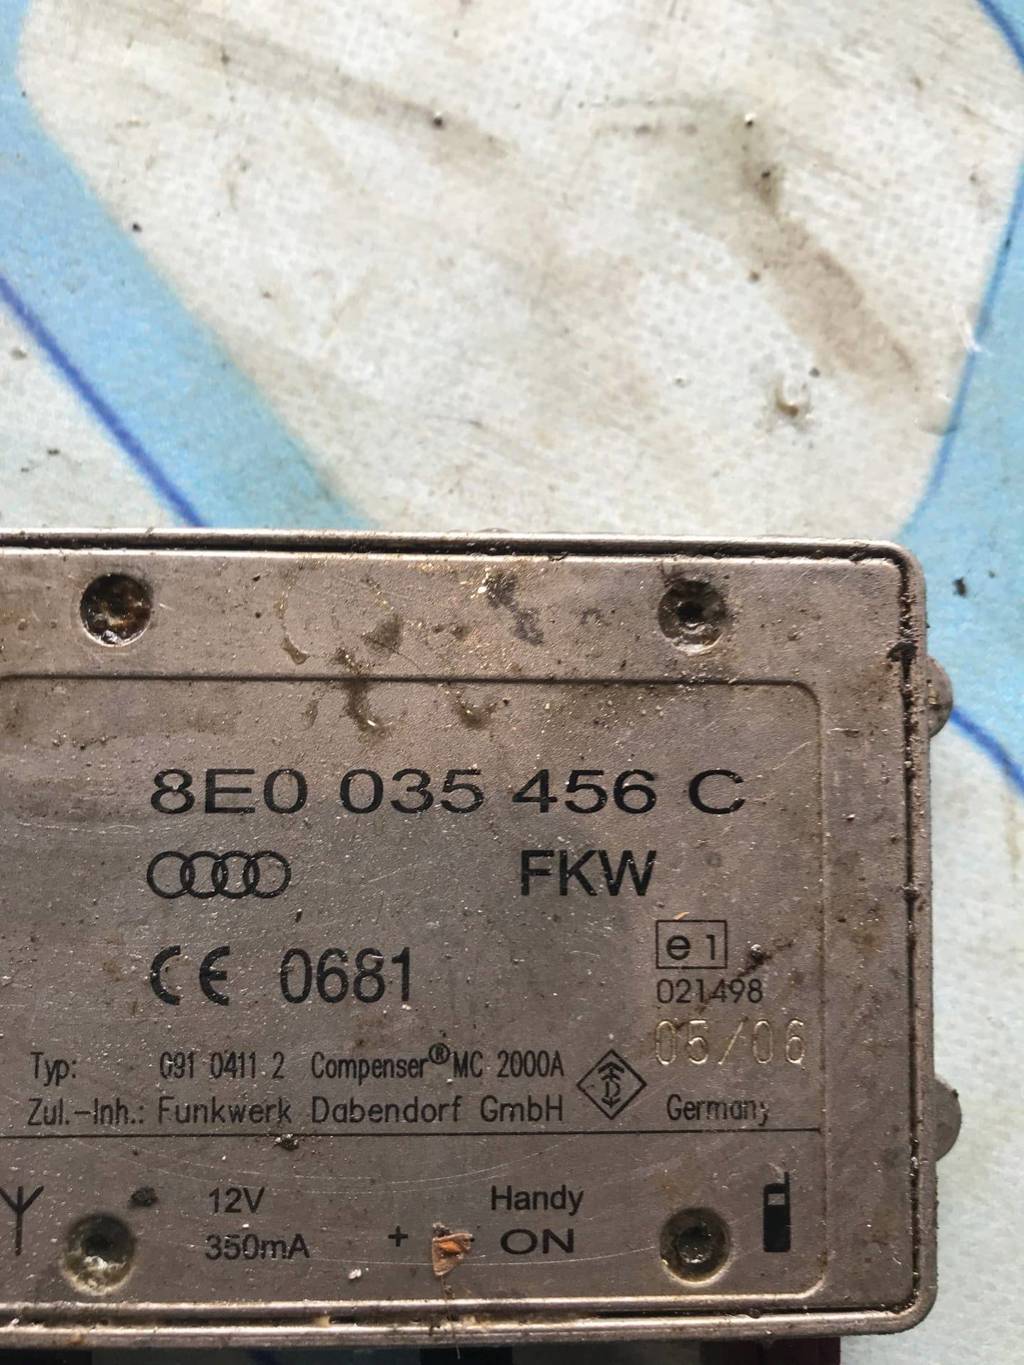 8E0 035 456 C
FKW
CE 0681
e1
021498
05/06
Typ: G91 0411 2 Compenser® MC 2000A
Zul.-Inh.: Funkwerk Dabendorf GmbH Germany
12V Handy
350mA + ON